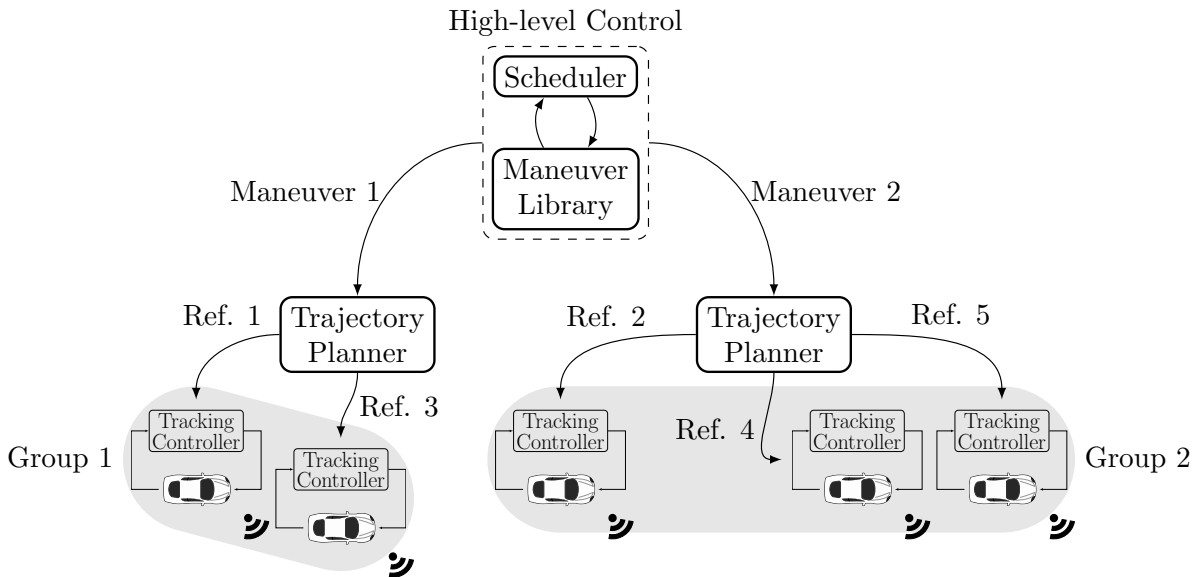 High-level Control
Scheduler
Maneuver
Library
Maneuver 1
Maneuver 2
Ref. 1
Trajectory
Planner
Ref. 3
Ref. 2
Trajectory
Planner
Ref. 5
Ref. 4
Group 1
Tracking
Controller
Tracking
Controller
Tracking
Controller
Tracking
Controller
Tracking
Controller
Group 2